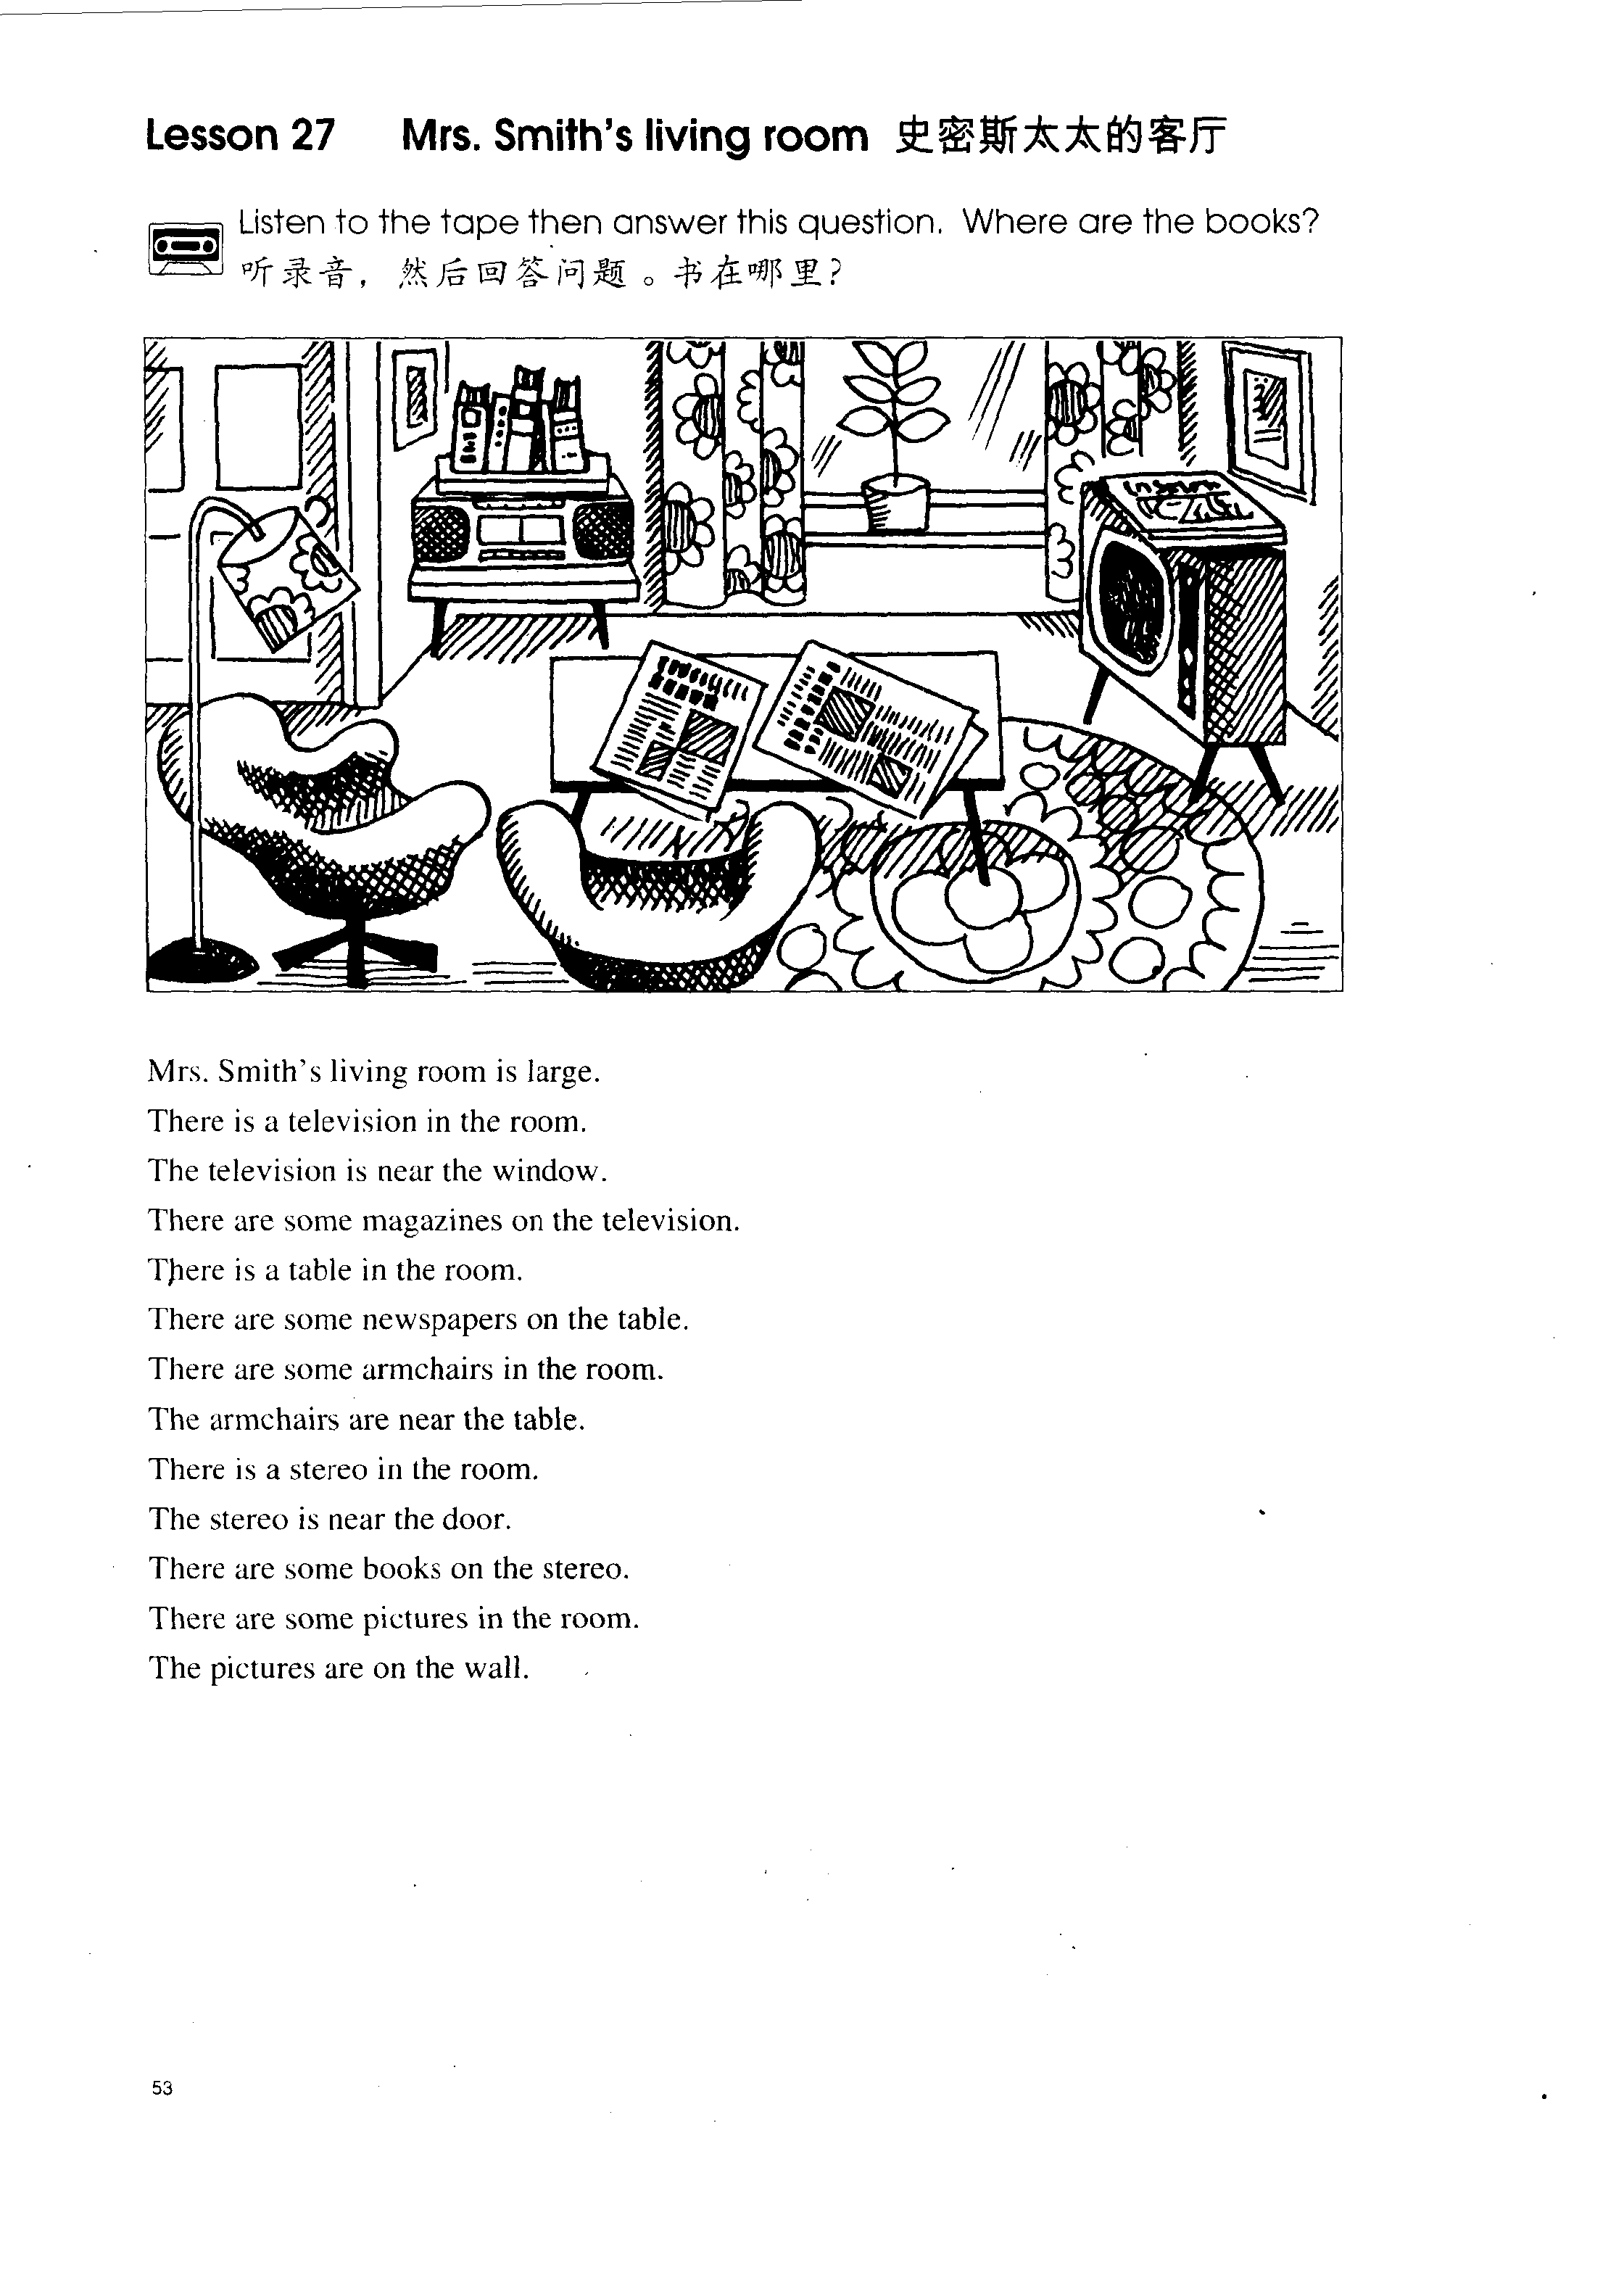 Lesson 27 Mrs. Smith's living room 史密斯太太的客厅
Listen to the tape then answer this question. Where are the books?
听录音，然后回答问题。书在哪里?
Mrs. Smith's living room is large.
There is a television in the room.
The television is near the window.
There are some magazines on the television.
There is a table in the room.
There are some newspapers on the table.
There are some armchairs in the room.
The armchairs are near the table.
There is a stereo in the room.
The stereo is near the door.
There are some books on the stereo.
There are some pictures in the room.
The pictures are on the wall.
53